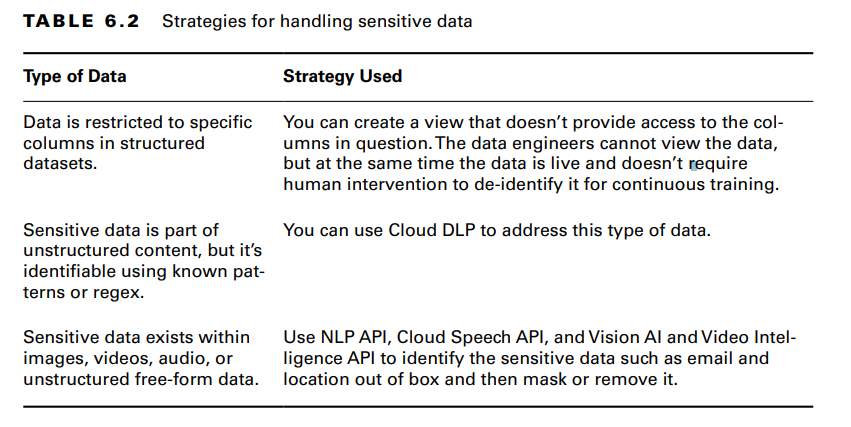 TABLE 6.2 Strategies for handling sensitive data
Type of Data Strategy Used
Data is restricted to specific
columns in structured
datasets.
You can create a view that doesn't provide access to the col-
umns in question. The data engineers cannot view the data,
but at the same time the data is live and doesn't require
human intervention to de-identify it for continuous training.
Sensitive data is part of
unstructured content, but it's
identifiable using known pat-
terns or regex.
You can use Cloud DLP to address this type of data.
Sensitive data exists within
images, videos, audio, or
unstructured free-form data.
Use NLP API, Cloud Speech API, and Vision AI and Video Intel-
ligence API to identify the sensitive data such as email and
location out of box and then mask or remove it.